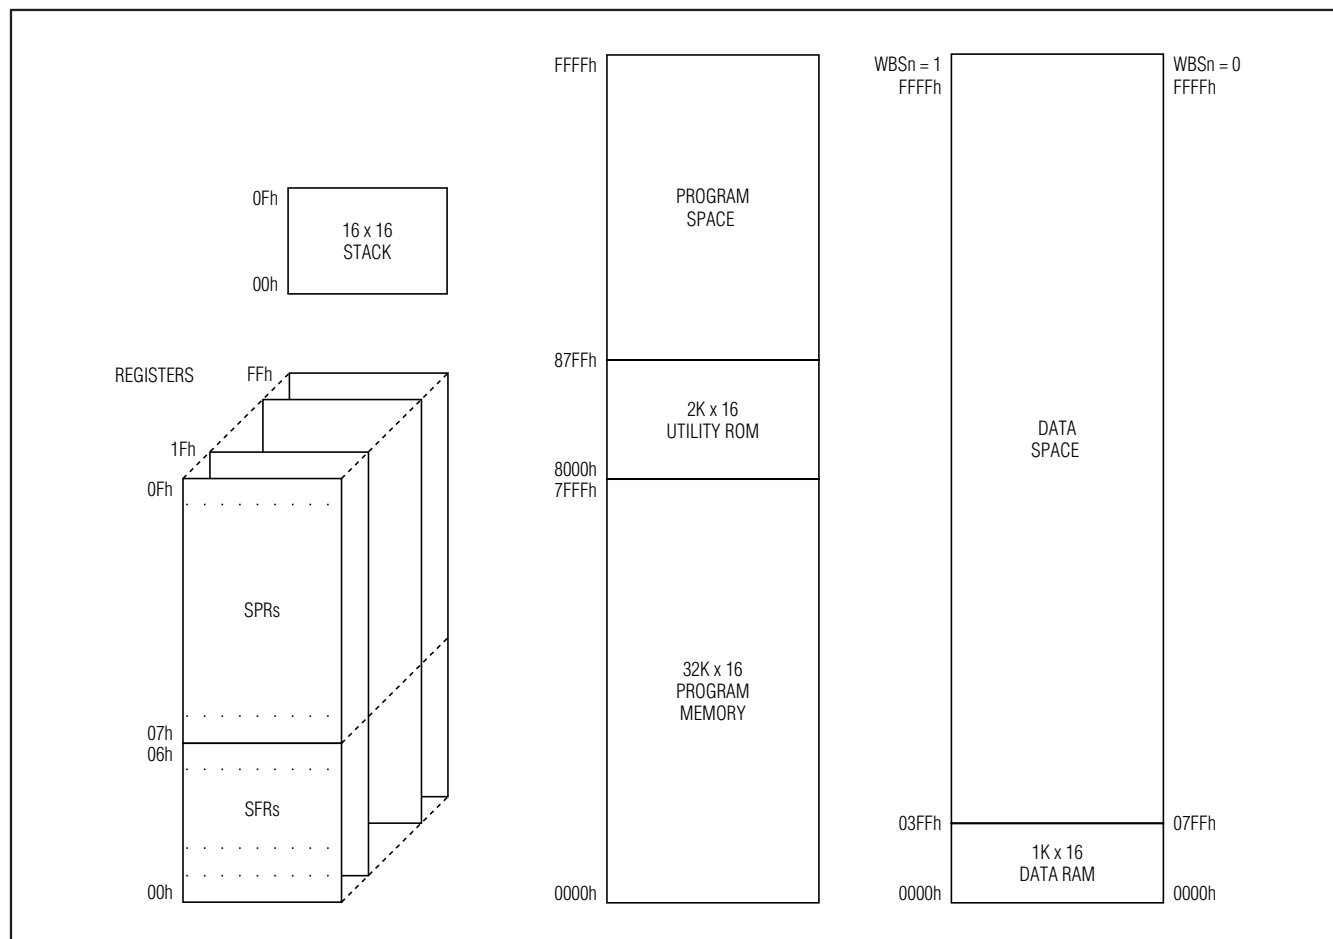 0Fh
16 x 16
STACK
00h
REGISTERS
FFh
1Fh
0Fh
SPRs
07h
06h
SFRs
00h
FFFFh
PROGRAM
SPACE
87FFh
2K x 16
UTILITY ROM
8000h
7FFFh
32K x 16
PROGRAM
MEMORY
0000h
WBSn = 1
FFFFh
WBSn = 0
FFFFh
DATA
SPACE
03FFh
07FFh
1K x 16
DATA RAM
0000h
0000h